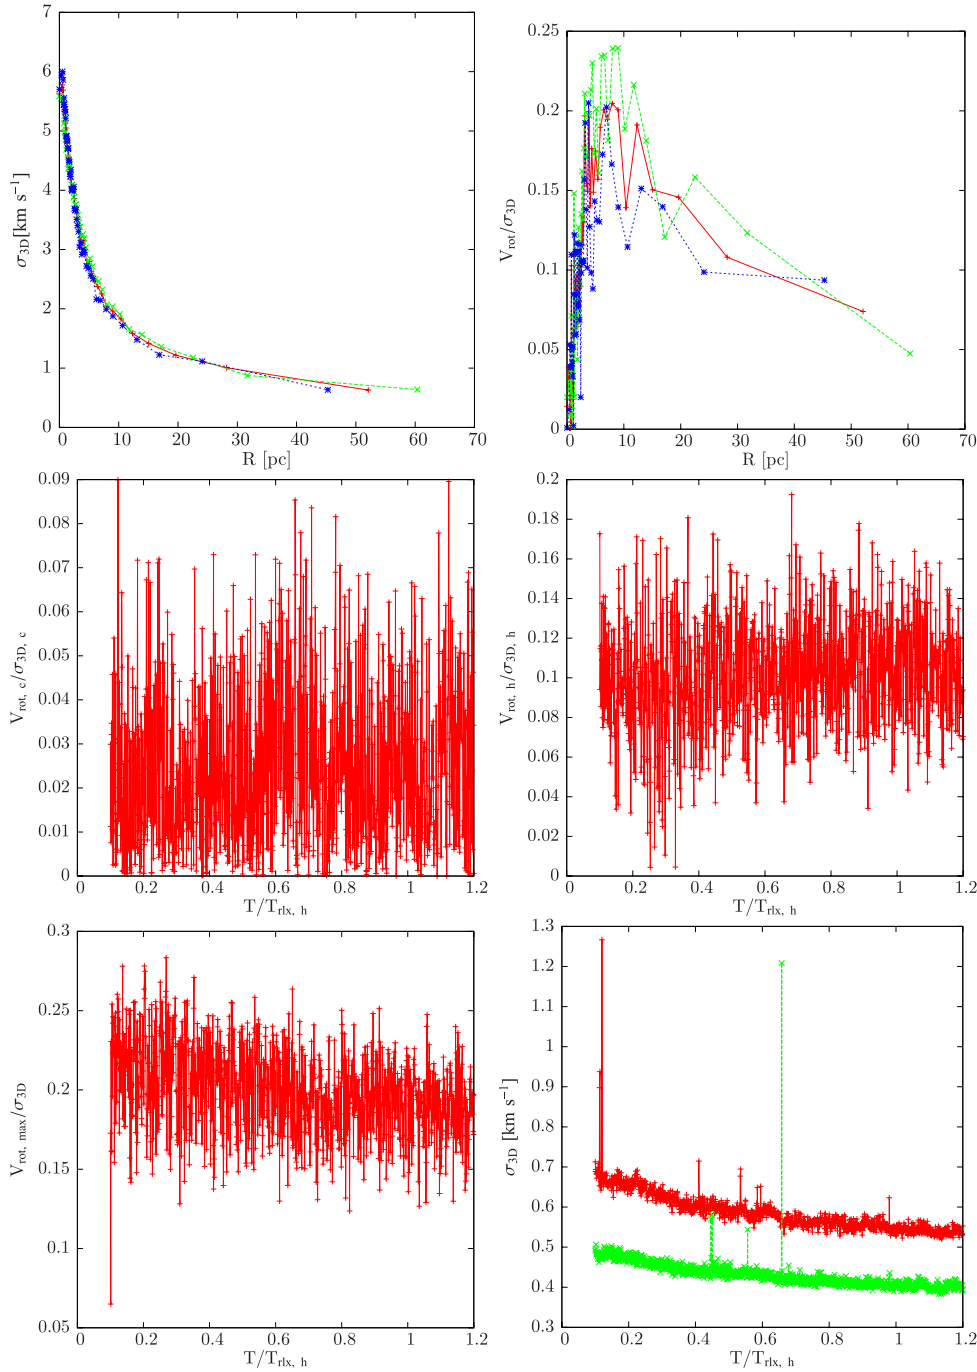 7
6
5
4
3
2
1
0
σ3D[km s⁻¹]
0 10 20 30 40 50 60 70
R [pc]
0.25
0.2
0.15
0.1
0.05
0
Vrot/σ3D
0 10 20 30 40 50 60 70
R [pc]
0.09
0.08
0.07
0.06
0.05
0.04
0.03
0.02
0.01
0
Vrot, c/σ3D, c
0 0.2 0.4 0.6 0.8 1 1.2
T/Trlx, h
0.2
0.18
0.16
0.14
0.12
0.1
0.08
0.06
0.04
0.02
0
Vrot, h/σ3D, h
0 0.2 0.4 0.6 0.8 1 1.2
T/Trlx, h
0.3
0.25
0.2
0.15
0.1
0.05
Vrot, max/σ3D
0 0.2 0.4 0.6 0.8 1 1.2
T/Trlx, h
1.3
1.2
1.1
1
0.9
0.8
0.7
0.6
0.5
0.4
0.3
σ3D [km s⁻¹]
0 0.2 0.4 0.6 0.8 1 1.2
T/Trlx, h